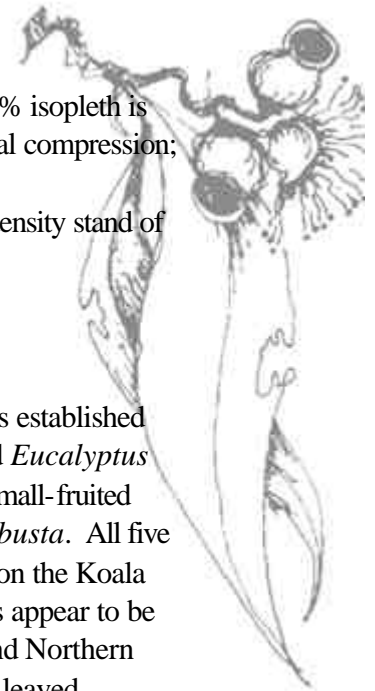 % isopleth is
al compression;
ensity stand of
s established
d Eucalyptus
mall-fruited
busta. All five
on the Koala
s appear to be
nd Northern
leaved